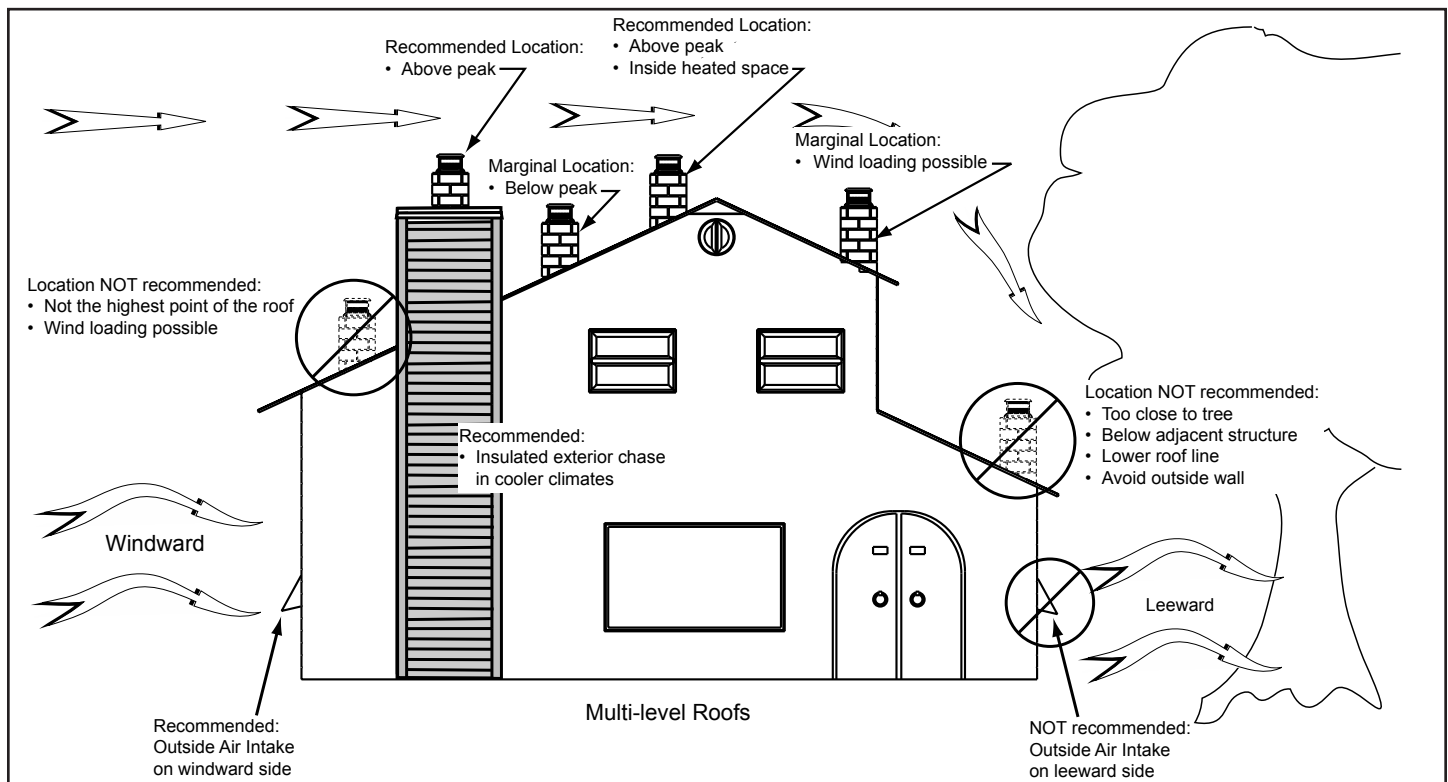 Recommended Location:
• Above peak
Recommended Location:
• Above peak
• Inside heated space
Marginal Location:
• Below peak
Marginal Location:
• Wind loading possible
Location NOT recommended:
• Not the highest point of the roof
• Wind loading possible
Location NOT recommended:
• Too close to tree
• Below adjacent structure
• Lower roof line
• Avoid outside wall
Recommended:
• Insulated exterior chase
in cooler climates
Windward
Leeward
Multi-level Roofs
Recommended:
Outside Air Intake
on windward side
NOT recommended:
Outside Air Intake
on leeward side